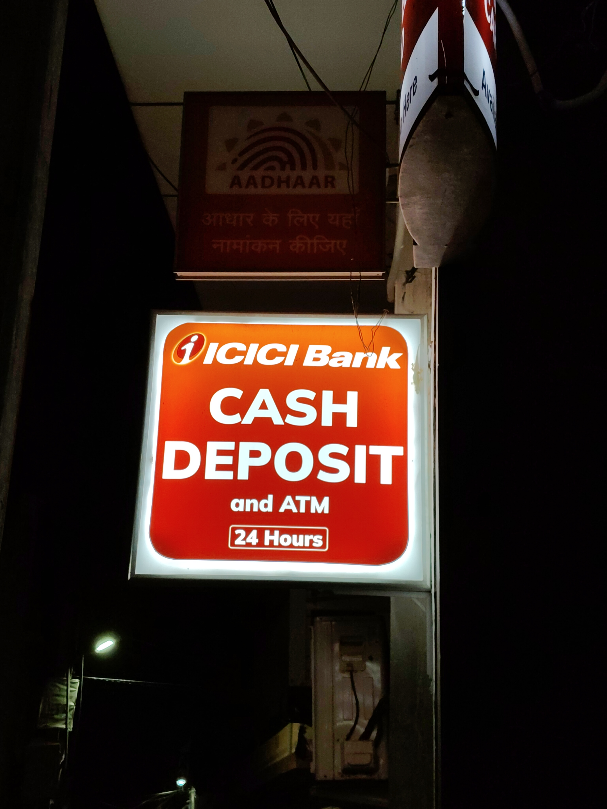 AADHAAR
आधार के लिए यहाँ
नामांकन कीजिए
ICICI Bank
CASH
DEPOSIT
and ATM
24 Hours